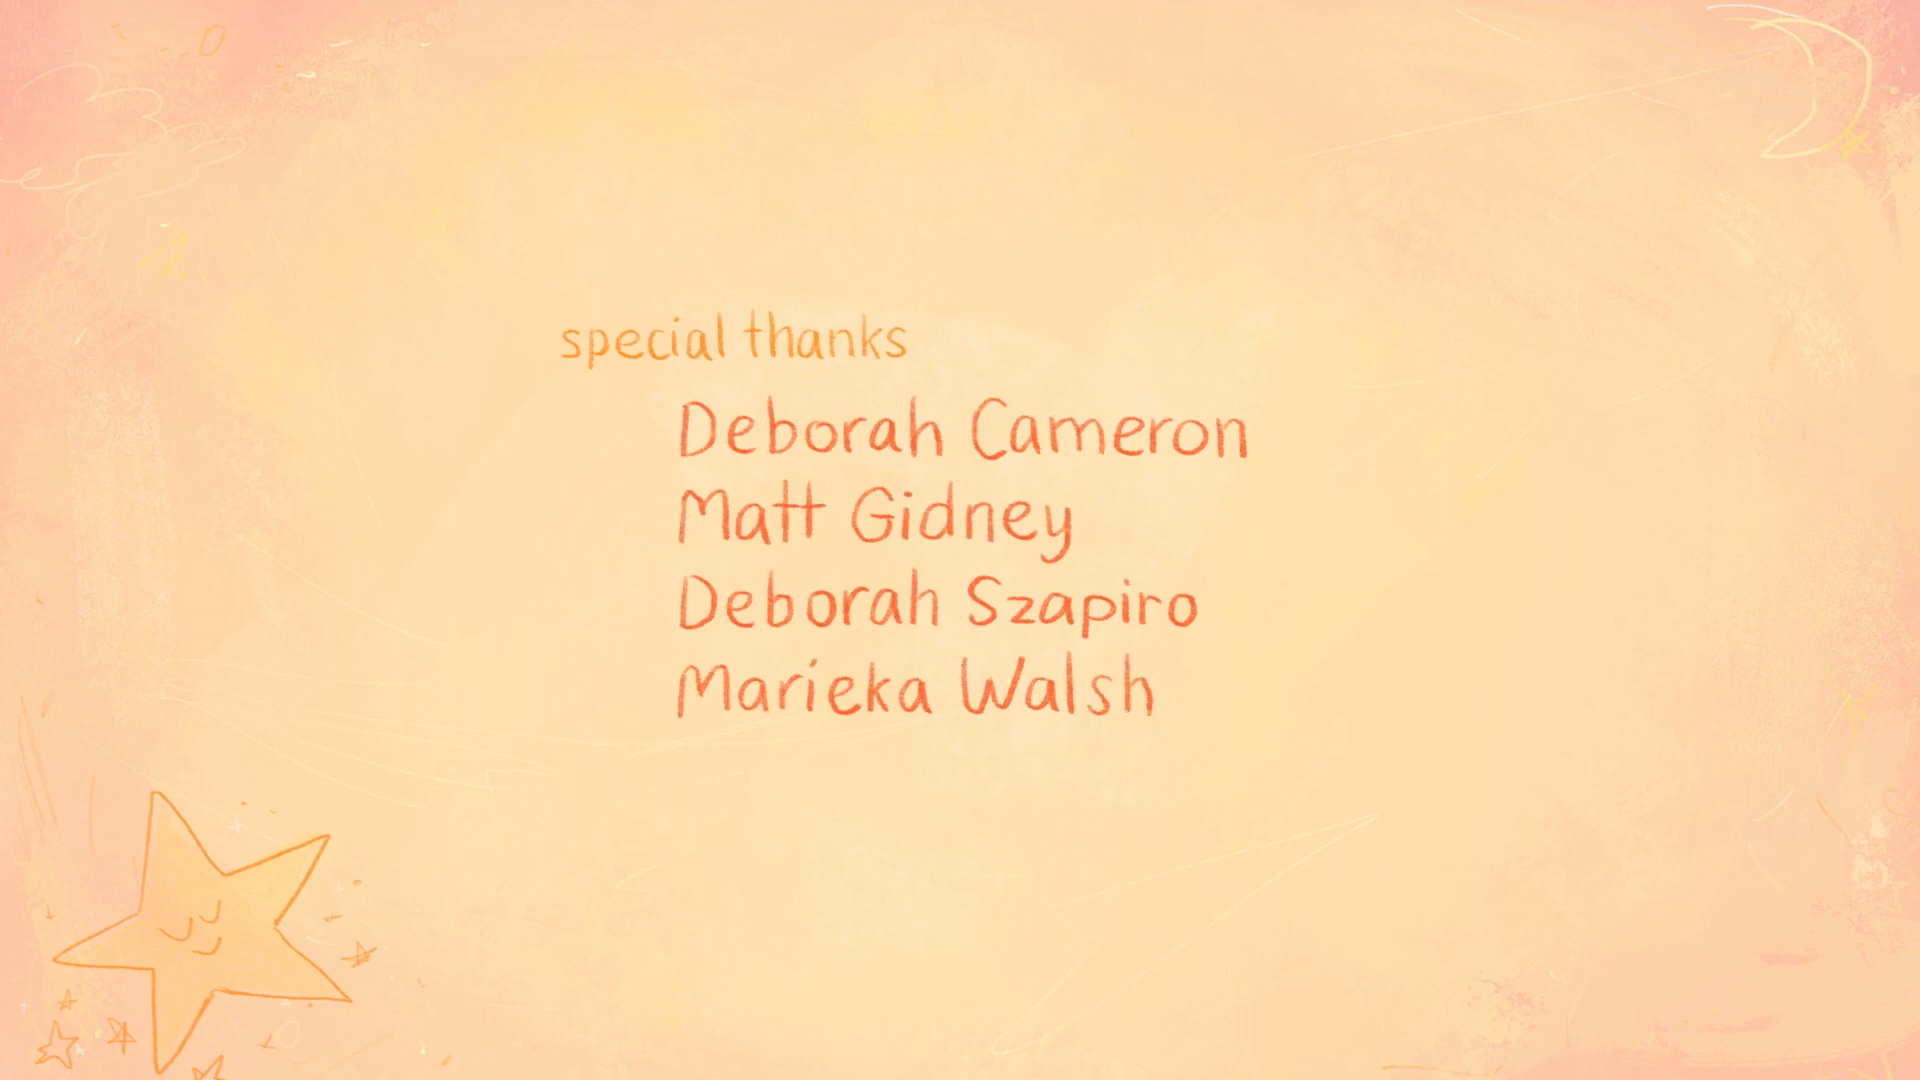 special thanks
Deborah Cameron
Matt Gidney
Deborah Szapiro
Marieka Walsh